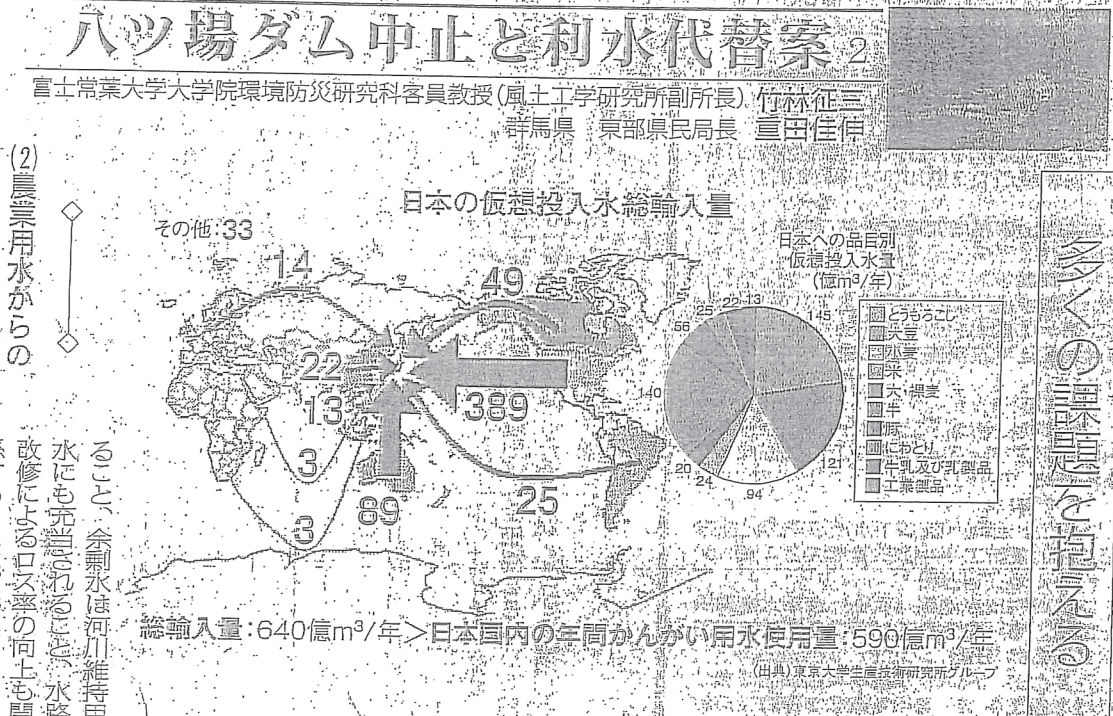 八ッ場ダム中止と利水代替案 2
富士常葉大学大学院環境防災研究科客員教授(風土工学研究所副所長) 竹林征三
群馬県 東部県民局長 重田佳伸
多くの課題を抱える
(2)農業用水からの
日本の仮想投入水総輸入量
その他:33
14
49
22
13
389
3
3
89
25
日本への品目別
仮想投入水量
(億m³/年)
145
121
94
24
20
140
56
25
22
13
とうもろこし
大豆
小麦
米
大・裸麦
牛
豚
にわとり
牛乳及び乳製品
工業製品
総輸入量:640億m³/年>日本国内の年間かんがい用水使用量:590億m³/年
(出典)東京大学生産技術研究所グループ
ること、余剰水は河川維持用
水にも充当されること、水路
改修によるロス率の向上も